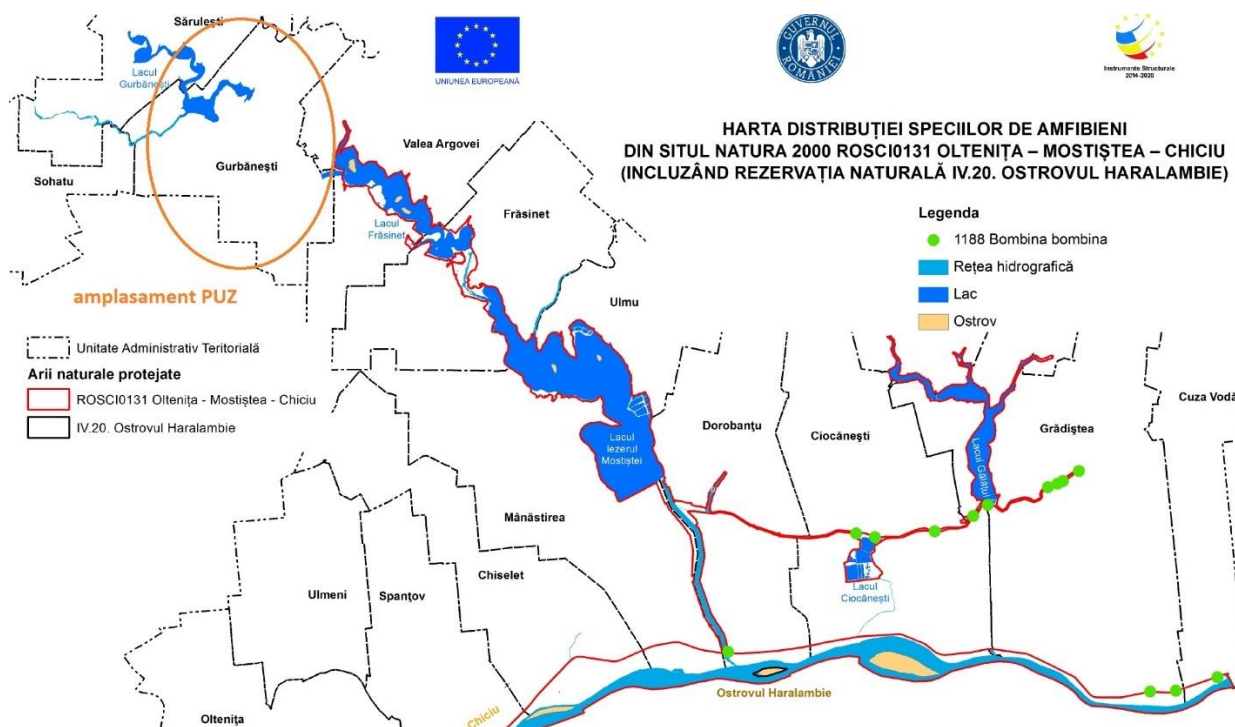 Sărulești
Lacul
Gurbănești
Gurbănești
Sohatu
amplasament PUZ
UNIUNEA EUROPEANĂ
GUVERNUL
ROMÂNIEI
Instrumente Structurale
2014-2020
HARTA DISTRIBUȚIEI SPECIILOR DE AMFIBIENI
DIN SITUL NATURA 2000 ROSCI0131 OLTENIȚA – MOSTIȘTEA – CHICIU
(INCLUZÂND REZERVAȚIA NATURALĂ IV.20. OSTROVUL HARALAMBIE)
Legenda
1188 Bombina bombina
Rețea hidrografică
Lac
Ostrov
Unitate Administrativ Teritorială
Arii naturale protejate
ROSCI0131 Oltenița - Mostiștea - Chiciu
IV.20. Ostrovul Haralambie
Valea Argovei
Lacul
Frăsinet
Frăsinet
Ulmu
Lacul
Iezerul
Mostiștei
Dorobanțu
Ciocănești
Lacul Gălățui
Grădiștea
Cuza Vodă
Mânăstirea
Chiselet
Ulmeni
Spanțov
Lacul
Ciocănești
Ostrovul Haralambie
Oltenița
Chiciu